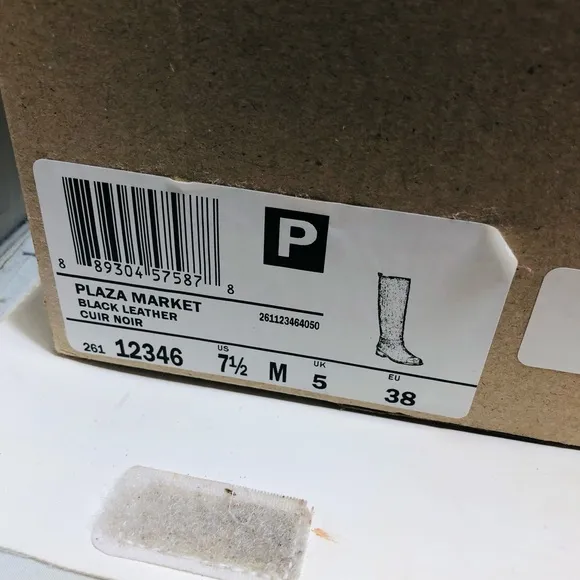 P
8 89304 57587 8
PLAZA MARKET
BLACK LEATHER
CUIR NOIR
261123464050
261 12346
US 7½
M
UK 5
EU 38